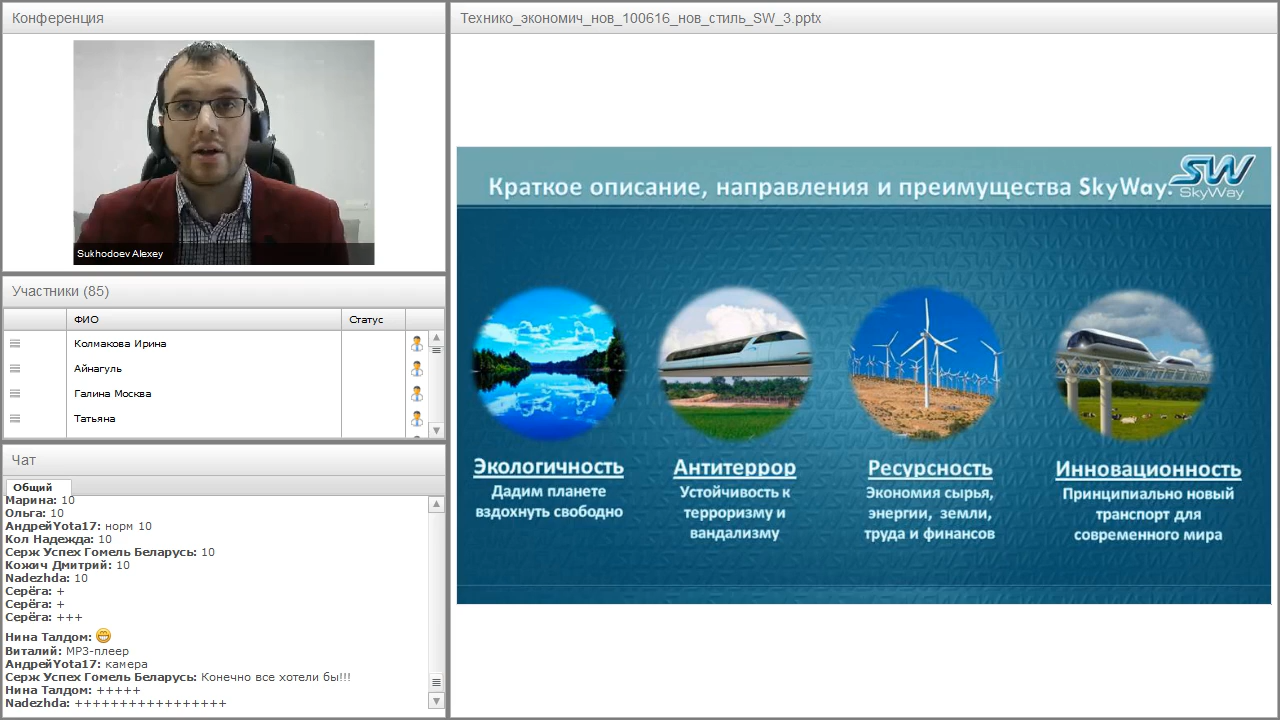 Конференция
Sukhodoev Alexey
Участники (85)
ФИО
Статус
Колмакова Ирина
Айнагуль
Галина Москва
Татьяна
Чат
Общий
Марина: 10
Ольга: 10
АндрейYota17: норм 10
Кол Надежда: 10
Серж Успех Гомель Беларусь: 10
Кожич Дмитрий: 10
Nadezhda: 10
Серёга: +
Серёга: +
Серёга: +++
Нина Талдом:
Виталий: MP3-плеер
АндрейYota17: камера
Серж Успех Гомель Беларусь: Конечно все хотели бы!!!
Нина Талдом: +++++
Nadezhda: +++++++++++++++++
Технико_экономич_нов_100616_нов_стиль_SW_3.pptx
Краткое описание, направления и преимущества SkyWay.
SW
SkyWay
Экологичность
Дадим планете
вздохнуть свободно
Антитеррор
Устойчивость к
терроризму и
вандализму
Ресурсность
Экономия сырья,
энергии, земли,
труда и финансов
Инновационность
Принципиально новый
транспорт для
современного мира